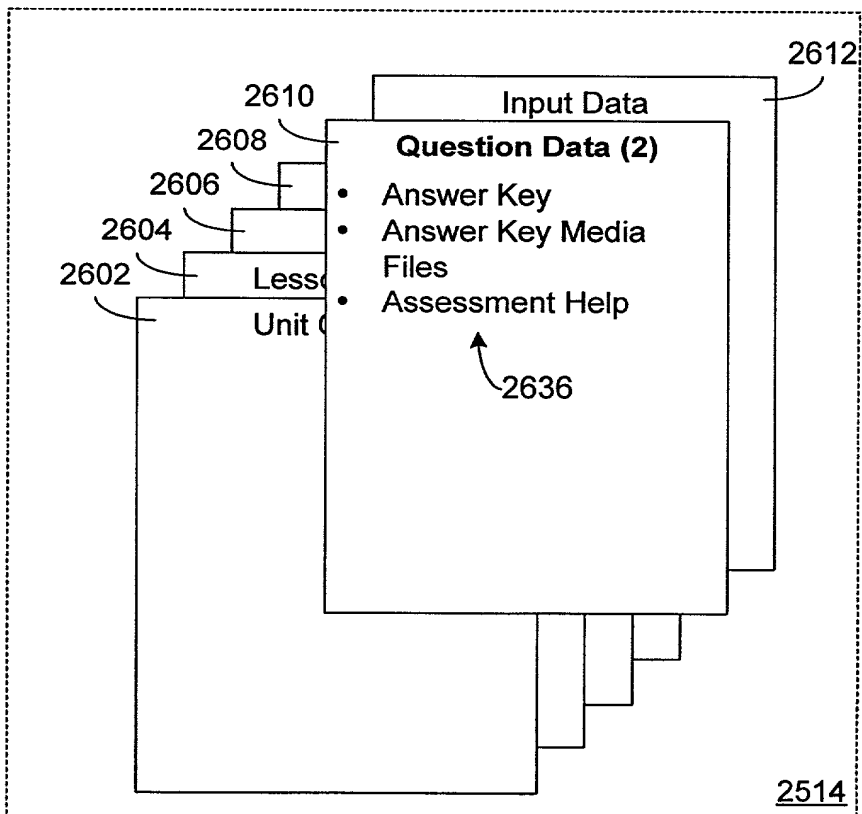 2612
Input Data
2610
Question Data (2)
2608
• Answer Key
2606
• Answer Key Media
Files
2604
• Assessment Help
2602
Unit
2636
2514